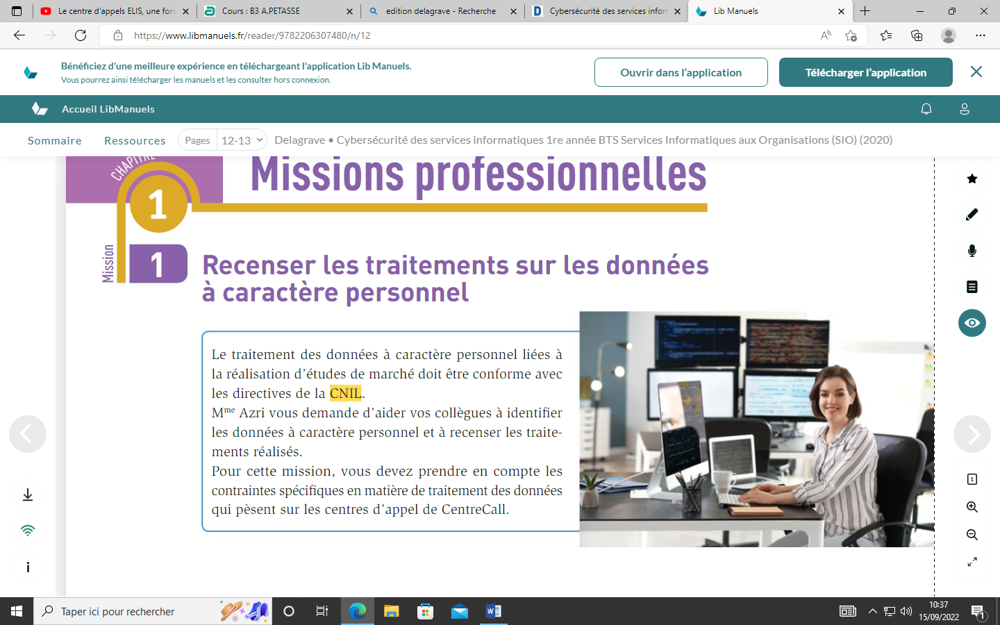 Le centre d'appels ELIS, une forc
Cours : B3 A.PETASSE
edition delagrave - Recherche
Cybersécurité des services inforn
Lib Manuels
https://www.libmanuels.fr/reader/9782206307480/n/12
Bénéficiez d'une meilleure expérience en téléchargeant l'application Lib Manuels.
Vous pourrez ainsi télécharger les manuels et les consulter hors connexion.
Ouvrir dans l'application
Télécharger l'application
Accueil LibManuels
Sommaire
Ressources
Pages
12-13
Delagrave • Cybersécurité des services informatiques 1re année BTS Services Informatiques aux Organisations (SIO) (2020)
CHAPITRE
1
Missions professionnelles
Mission
1
Recenser les traitements sur les données
à caractère personnel
Le traitement des données à caractère personnel liées à
la réalisation d'études de marché doit être conforme avec
les directives de la CNIL.
Mme Azri vous demande d'aider vos collègues à identifier
les données à caractère personnel et à recenser les traite-
ments réalisés.
Pour cette mission, vous devez prendre en compte les
contraintes spécifiques en matière de traitement des données
qui pèsent sur les centres d'appel de CentreCall.
1
Taper ici pour rechercher
10:37
15/09/2022
1